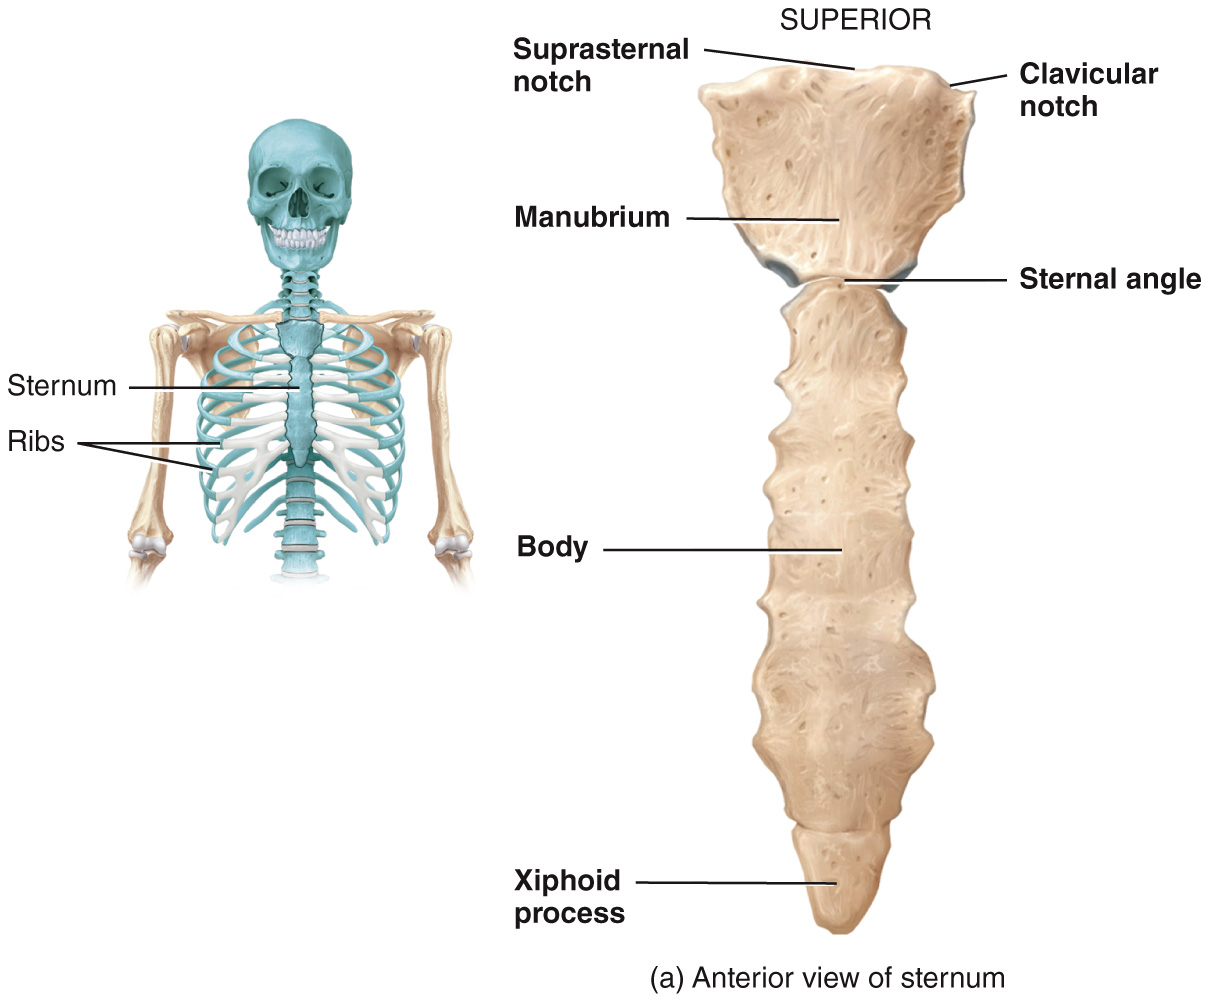 SUPERIOR
Suprasternal
notch
Clavicular
notch
Manubrium
Sternal angle
Sternum
Ribs
Body
Xiphoid
process
(a) Anterior view of sternum